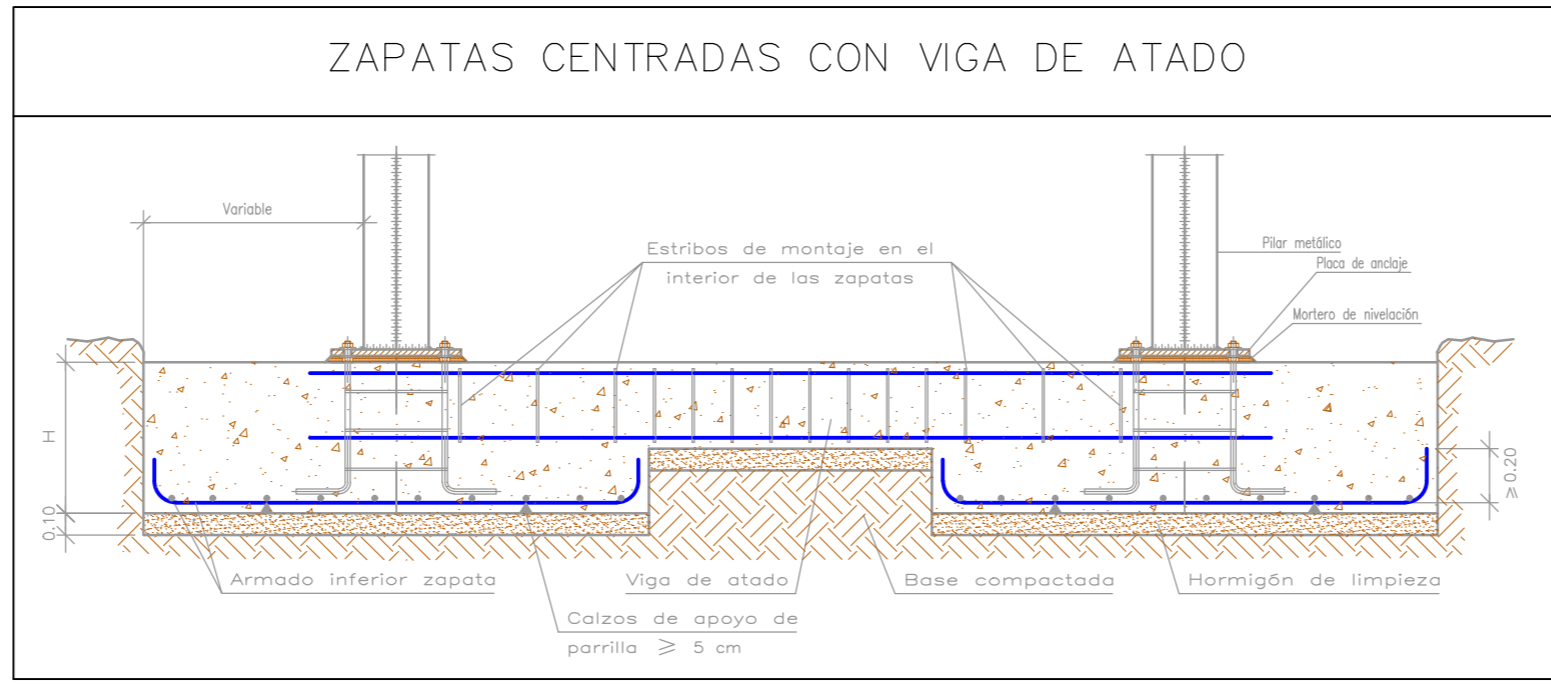 ZAPATAS CENTRADAS CON VIGA DE ATADO
Variable
Estribos de montaje en el
interior de las zapatas
Pilar metálico
Placa de anclaje
Mortero de nivelación
H
0.10
≥ 0.20
Armado inferior zapata
Viga de atado
Base compactada
Hormigón de limpieza
Calzos de apoyo de
parrilla ≥ 5 cm